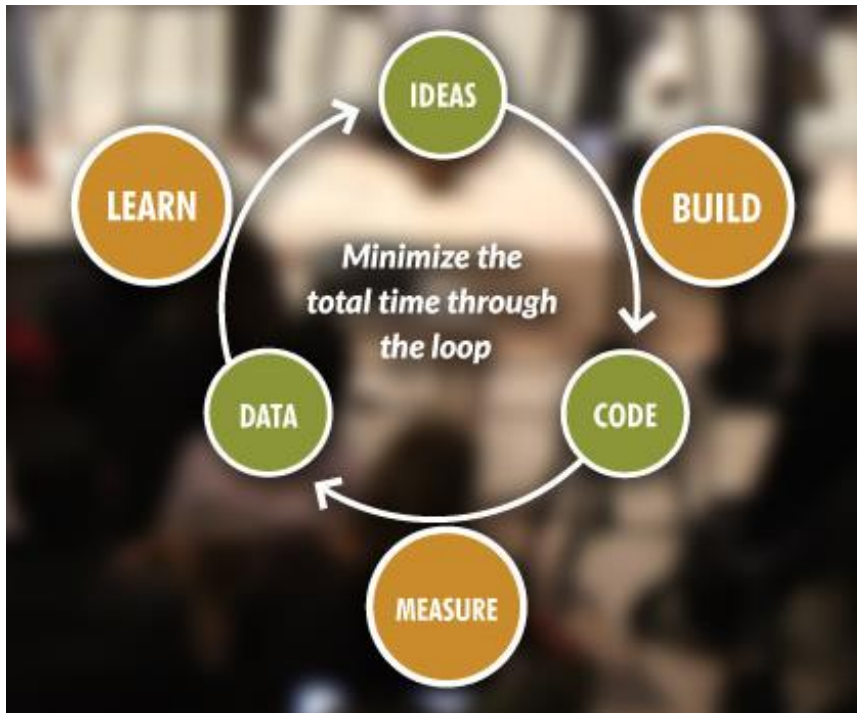 IDEAS
LEARN
BUILD
Minimize the
total time through
the loop
DATA
CODE
MEASURE